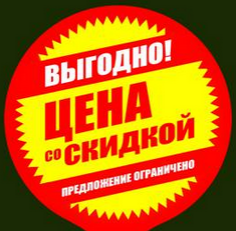 ВЫГОДНО!
ЦЕНА
СО СКИДКОЙ
ПРЕДЛОЖЕНИЕ ОГРАНИЧЕНО